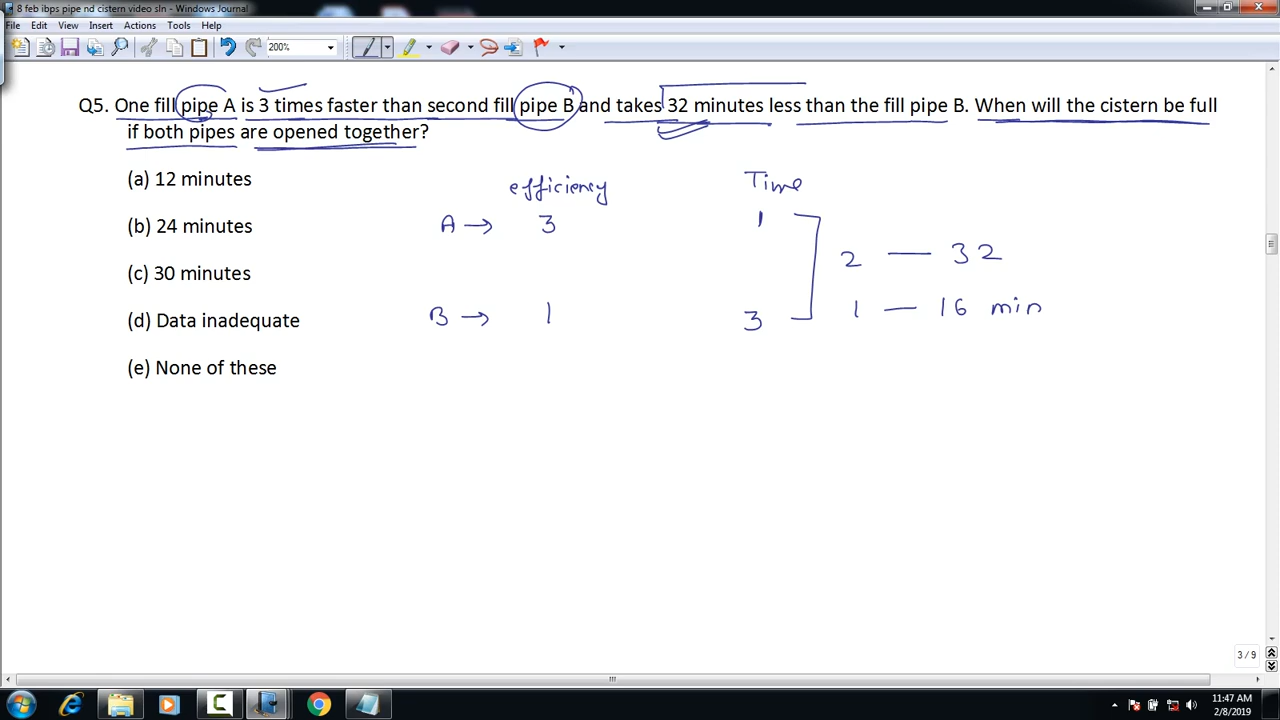 8 feb ibps pipe nd cistern video sln - Windows Journal
File Edit View Insert Actions Tools Help
200%
Q5. One fill pipe A is 3 times faster than second fill pipe B and takes 32 minutes less than the fill pipe B. When will the cistern be full
if both pipes are opened together?
(a) 12 minutes
efficiency Time
(b) 24 minutes
A → 3 1
2 — 32
(c) 30 minutes
1 — 16 min
(d) Data inadequate
B → 1 3
(e) None of these
3 / 9
11:47 AM
2/8/2019